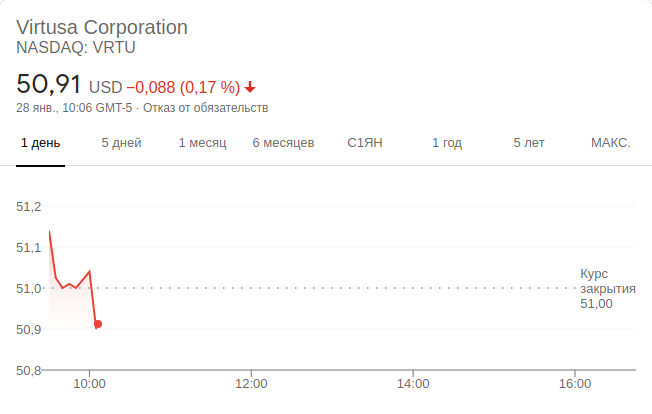 Virtusa Corporation
NASDAQ: VRTU
50,91 USD −0,088 (0,17 %)
28 янв., 10:06 GMT-5 · Отказ от обязательств
1 день 5 дней 1 месяц 6 месяцев С1ЯН 1 год 5 лет МАКС.
51,2
51,1
51,0
50,9
50,8
Курс
закрытия
51,00
10:00 12:00 14:00 16:00